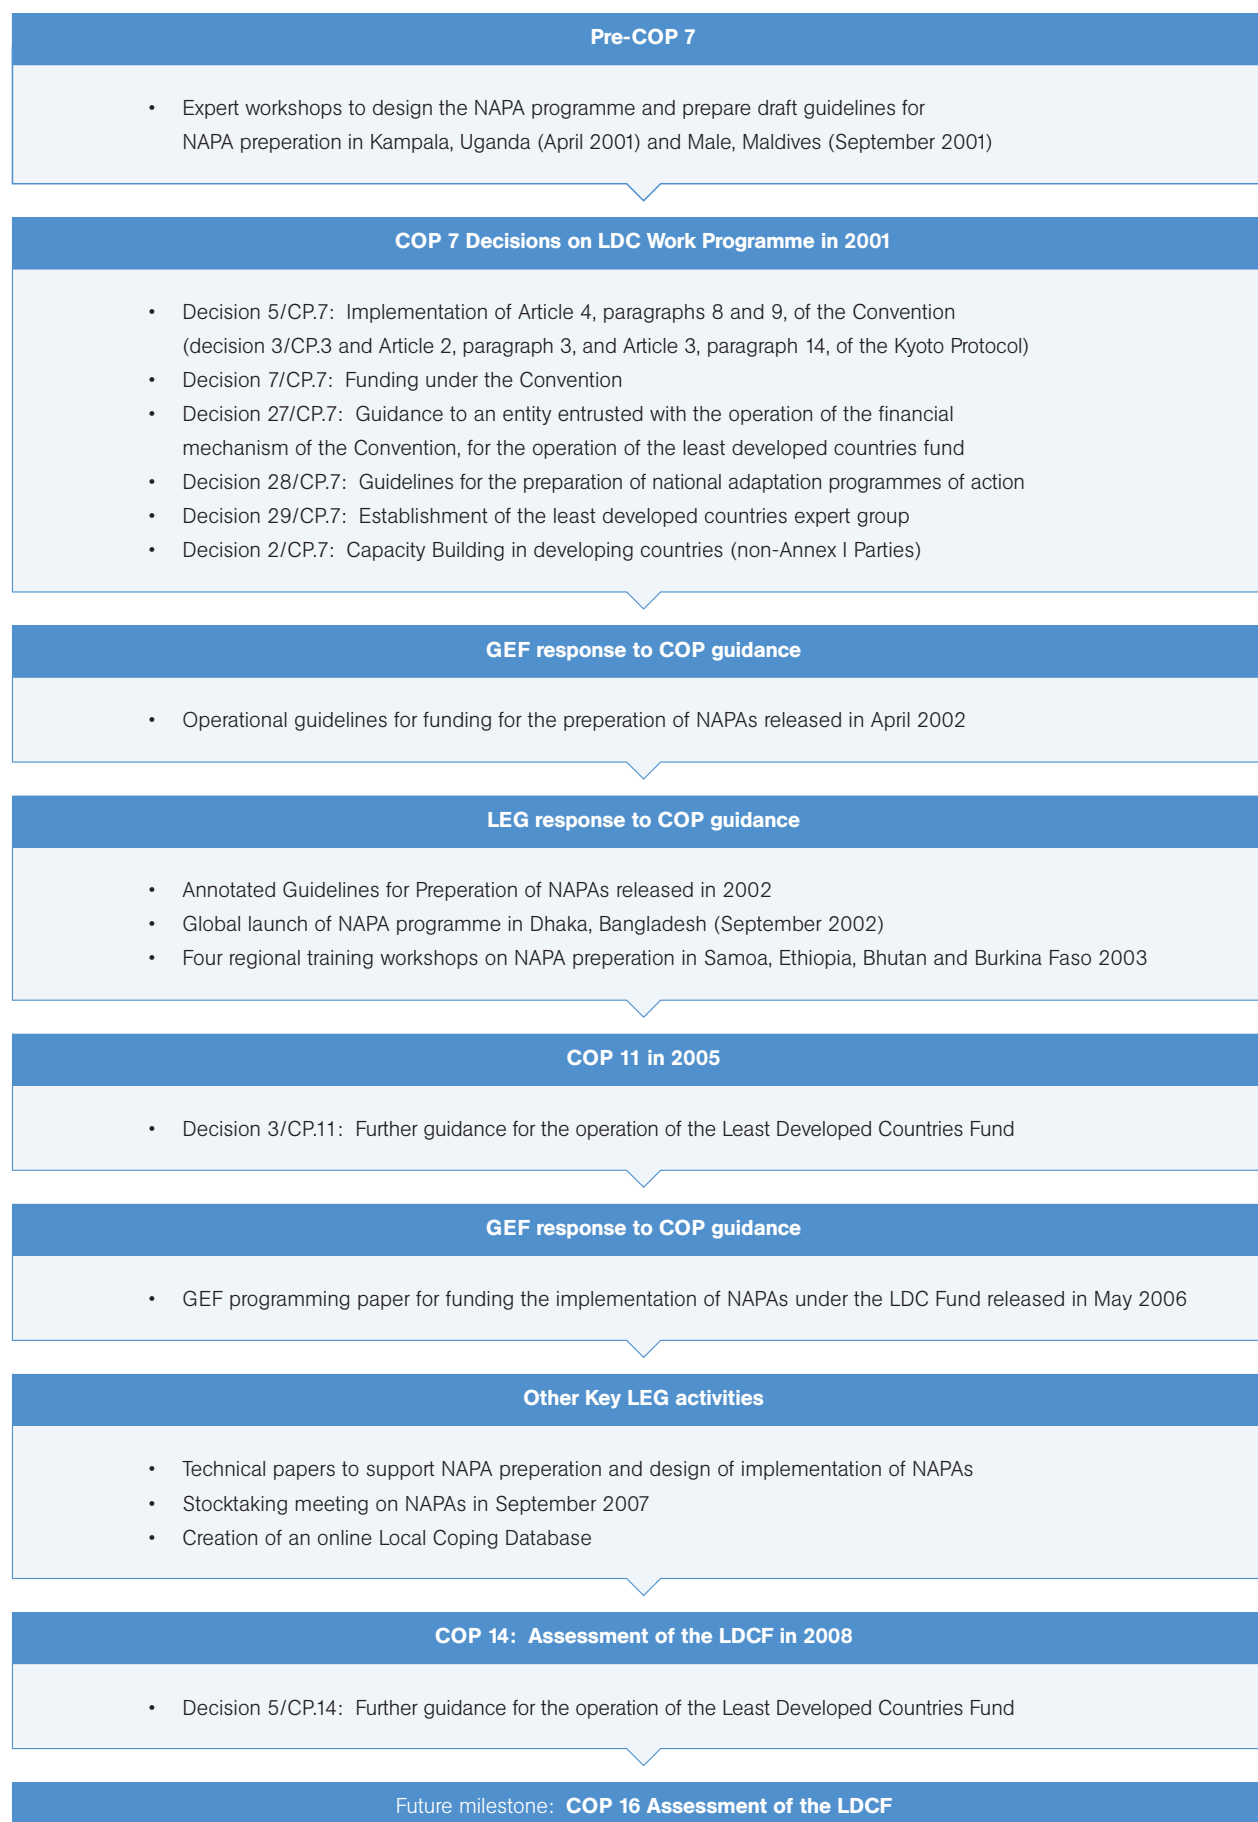 Pre-COP 7
• Expert workshops to design the NAPA programme and prepare draft guidelines for
NAPA preperation in Kampala, Uganda (April 2001) and Male, Maldives (September 2001)
COP 7 Decisions on LDC Work Programme in 2001
• Decision 5/CP.7: Implementation of Article 4, paragraphs 8 and 9, of the Convention
(decision 3/CP.3 and Article 2, paragraph 3, and Article 3, paragraph 14, of the Kyoto Protocol)
• Decision 7/CP.7: Funding under the Convention
• Decision 27/CP.7: Guidance to an entity entrusted with the operation of the financial
mechanism of the Convention, for the operation of the least developed countries fund
• Decision 28/CP.7: Guidelines for the preparation of national adaptation programmes of action
• Decision 29/CP.7: Establishment of the least developed countries expert group
• Decision 2/CP.7: Capacity Building in developing countries (non-Annex I Parties)
GEF response to COP guidance
• Operational guidelines for funding for the preperation of NAPAs released in April 2002
LEG response to COP guidance
• Annotated Guidelines for Preperation of NAPAs released in 2002
• Global launch of NAPA programme in Dhaka, Bangladesh (September 2002)
• Four regional training workshops on NAPA preperation in Samoa, Ethiopia, Bhutan and Burkina Faso 2003
COP 11 in 2005
• Decision 3/CP.11: Further guidance for the operation of the Least Developed Countries Fund
GEF response to COP guidance
• GEF programming paper for funding the implementation of NAPAs under the LDC Fund released in May 2006
Other Key LEG activities
• Technical papers to support NAPA preperation and design of implementation of NAPAs
• Stocktaking meeting on NAPAs in September 2007
• Creation of an online Local Coping Database
COP 14: Assessment of the LDCF in 2008
• Decision 5/CP.14: Further guidance for the operation of the Least Developed Countries Fund
Future milestone: COP 16 Assessment of the LDCF